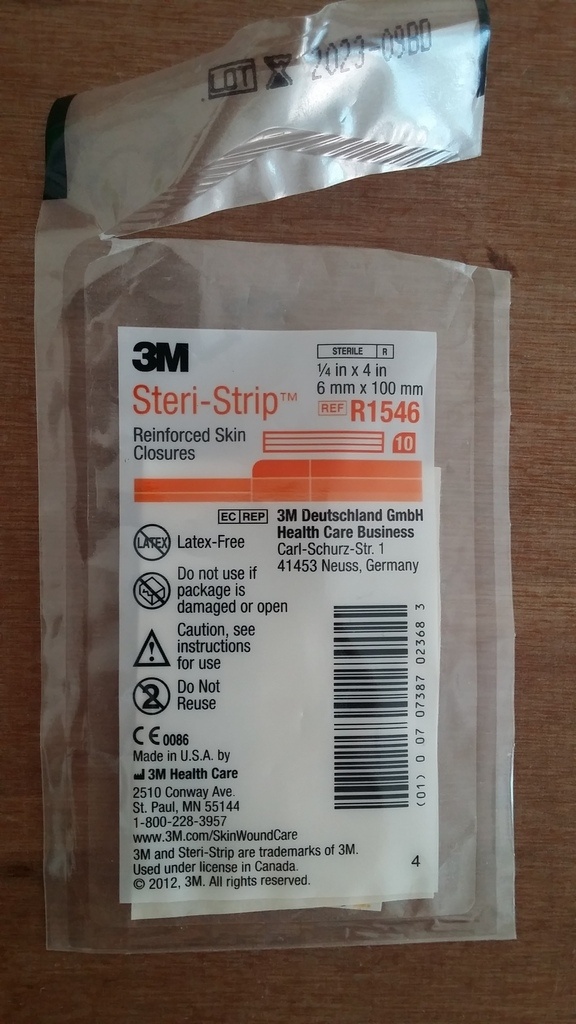 LOT 2023-09BD
3M
STERILE R
1/4 in x 4 in
6 mm x 100 mm
Steri-Strip™
REF R1546
Reinforced Skin
Closures
10
EC REP 3M Deutschland GmbH
Health Care Business
Carl-Schurz-Str. 1
41453 Neuss, Germany
LATEX Latex-Free
Do not use if
package is
damaged or open
Caution, see
instructions
for use
2 Do Not
Reuse
CE 0086
Made in U.S.A. by
3M Health Care
2510 Conway Ave.
St. Paul, MN 55144
1-800-228-3957
www.3M.com/SkinWoundCare
3M and Steri-Strip are trademarks of 3M.
Used under license in Canada.
© 2012, 3M. All rights reserved.
4
(01) 0 07 07387 02368 3